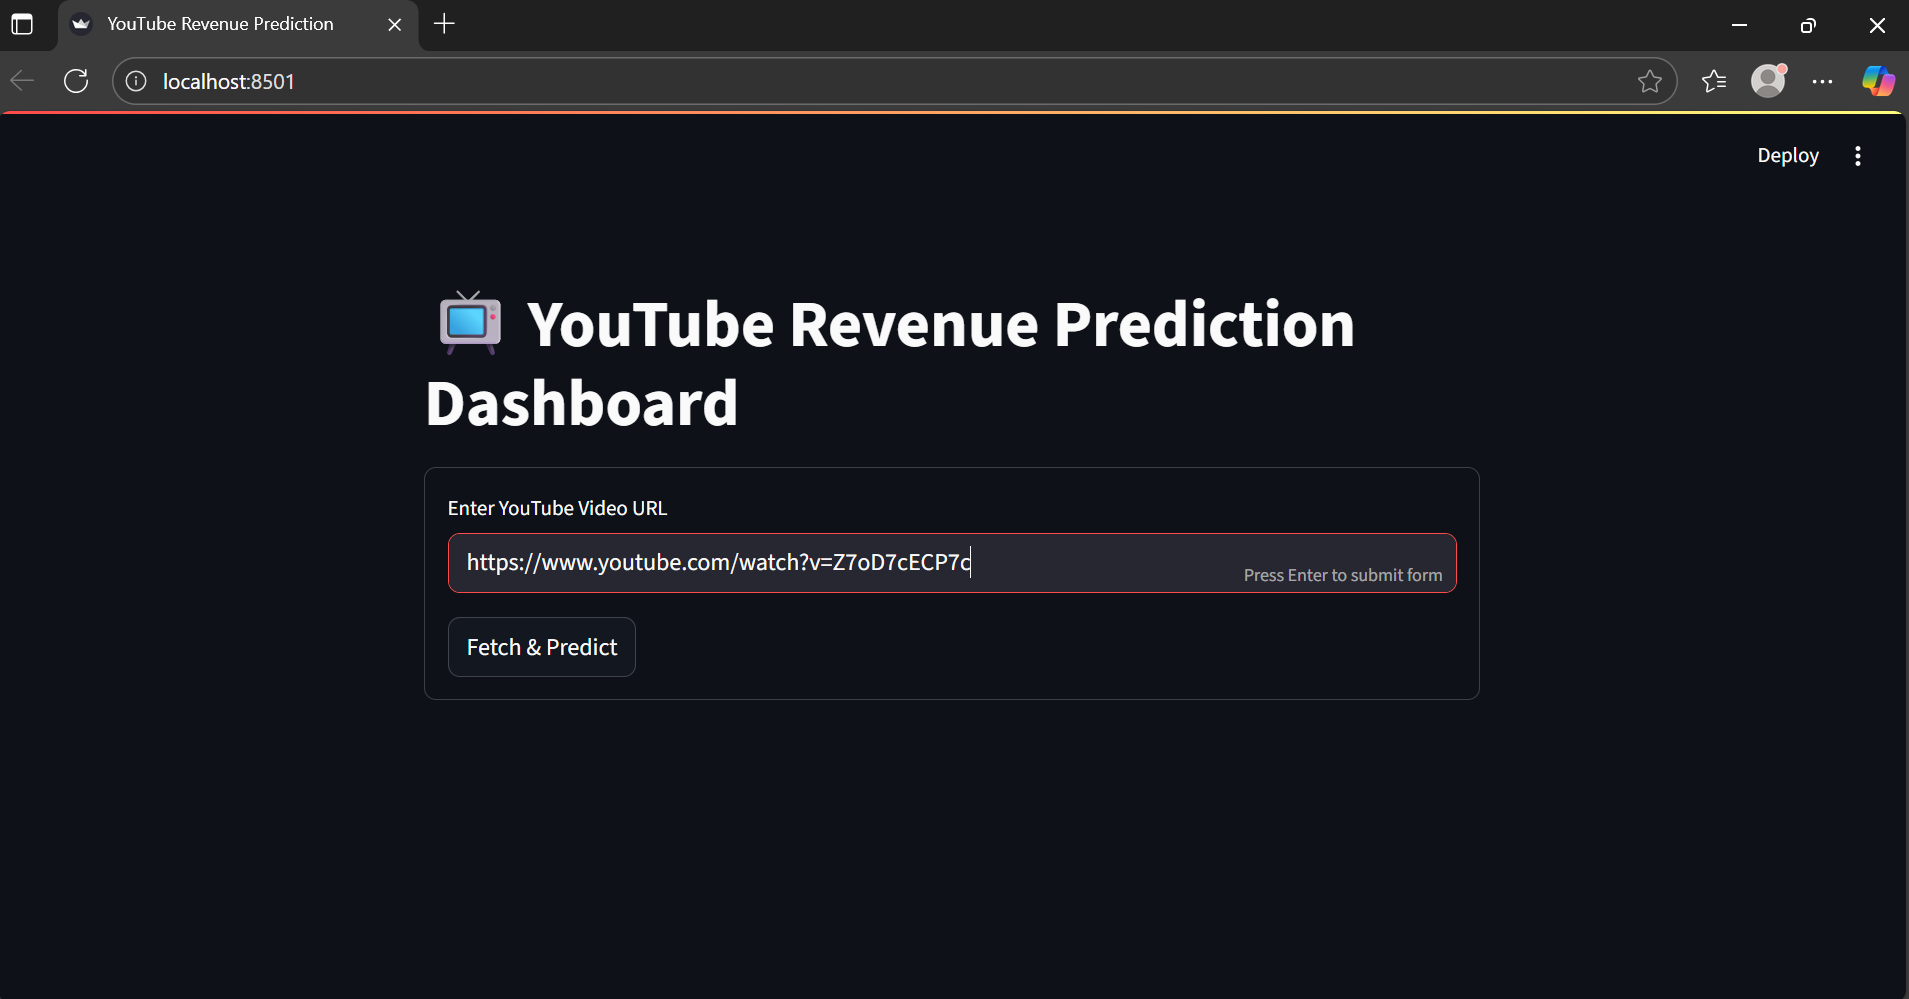 YouTube Revenue Prediction
localhost:8501
Deploy
YouTube Revenue Prediction
Dashboard
Enter YouTube Video URL
https://www.youtube.com/watch?v=Z7oD7cECP7c
Press Enter to submit form
Fetch & Predict